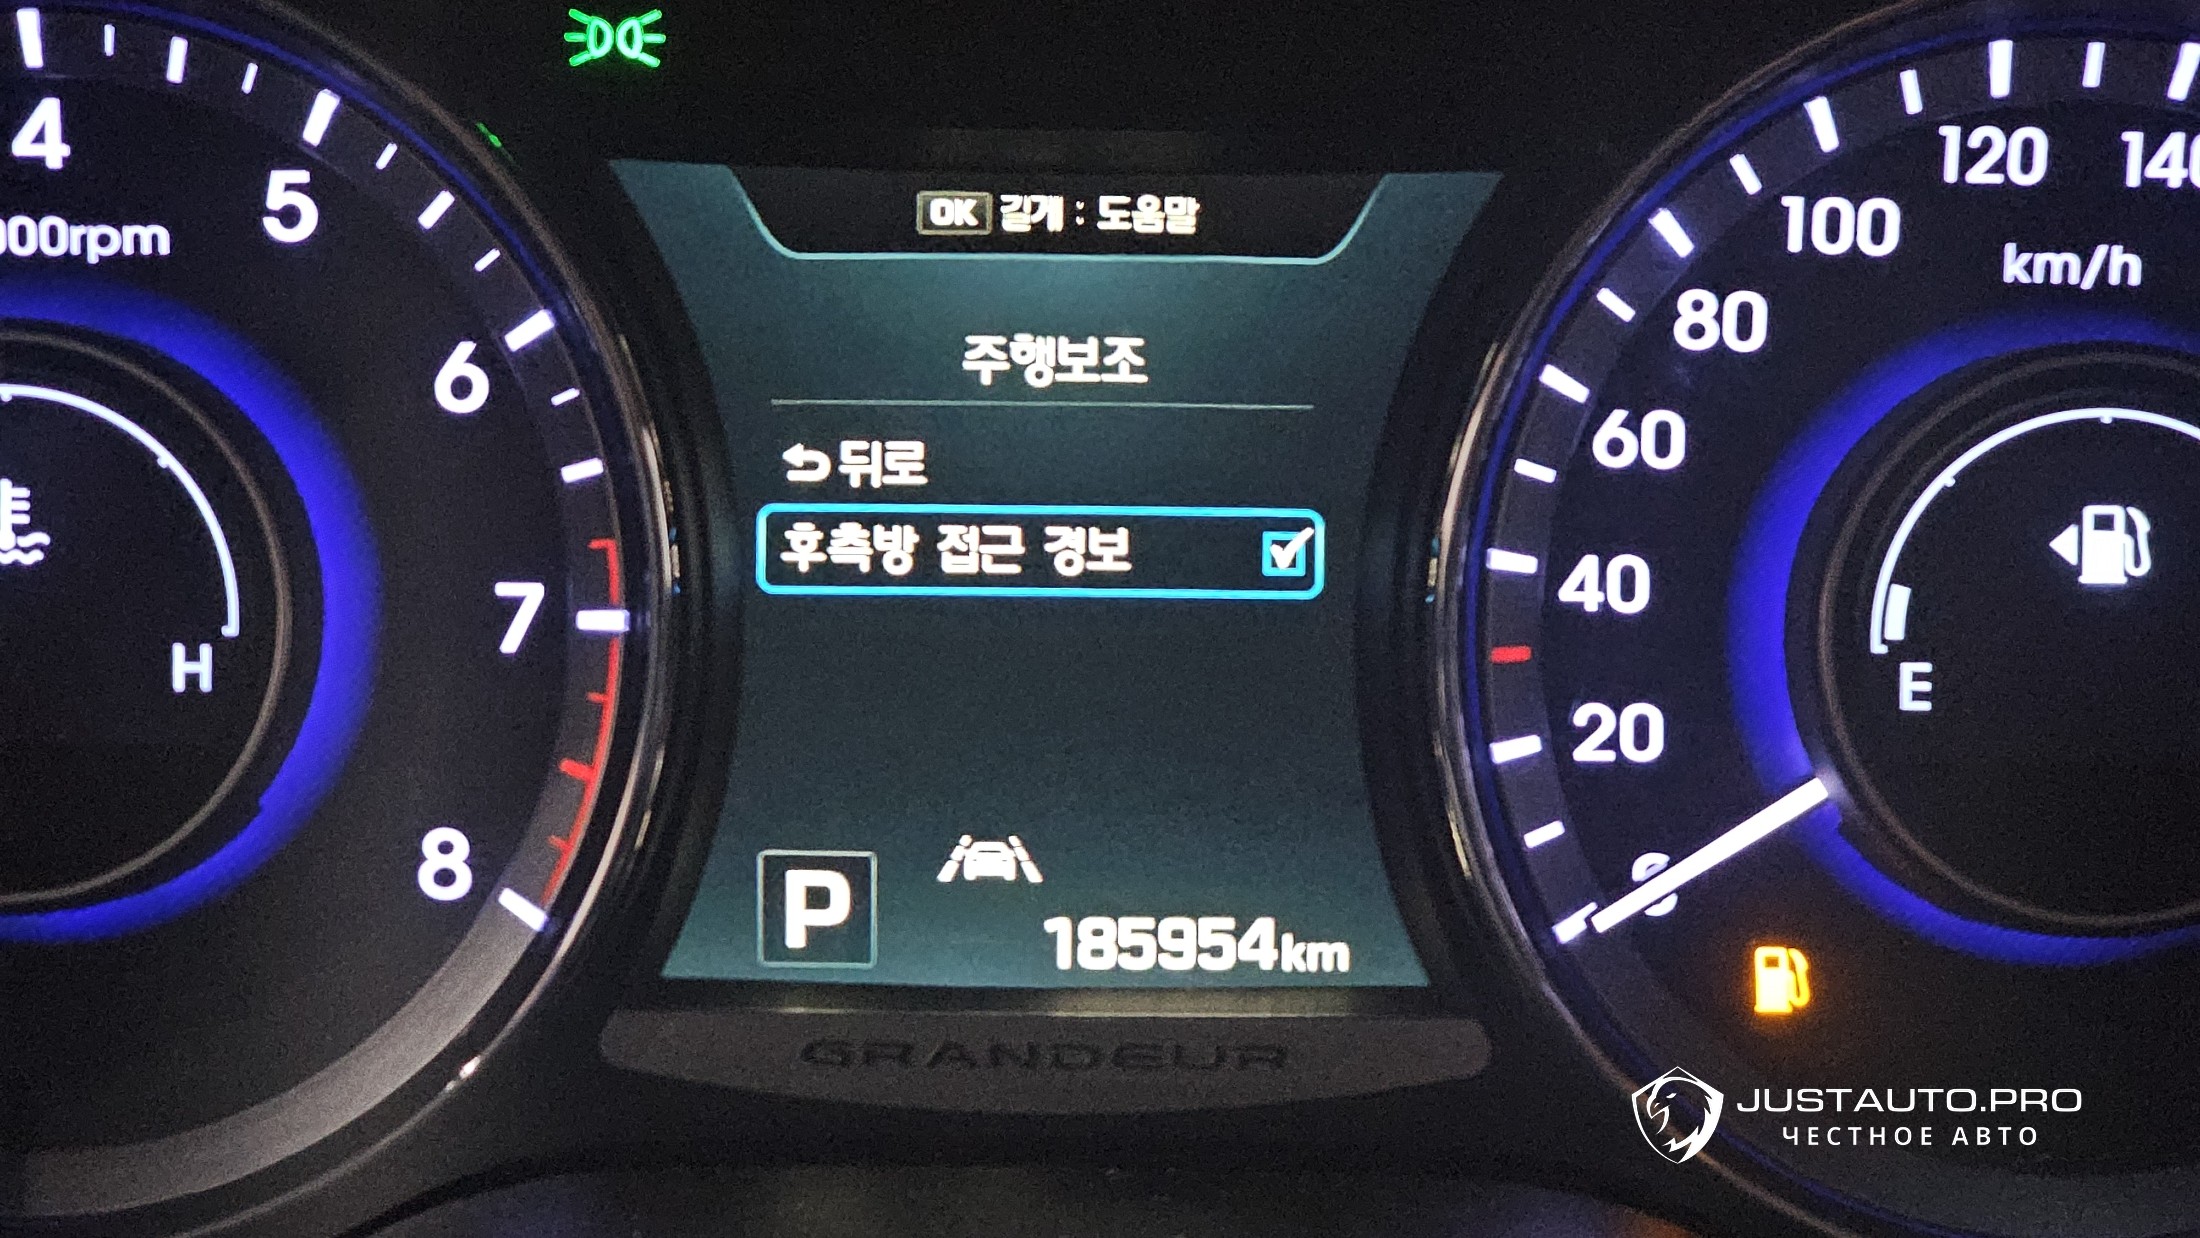 4
5
000rpm
6
7
8
H
OK 길게 : 도움말
주행보조
뒤로
후측방 접근 경보
P
185954km
GRANDEUR
140
120
100
km/h
80
60
40
20
E
JUSTAUTO.PRO
ЧЕСТНОЕ АВТО